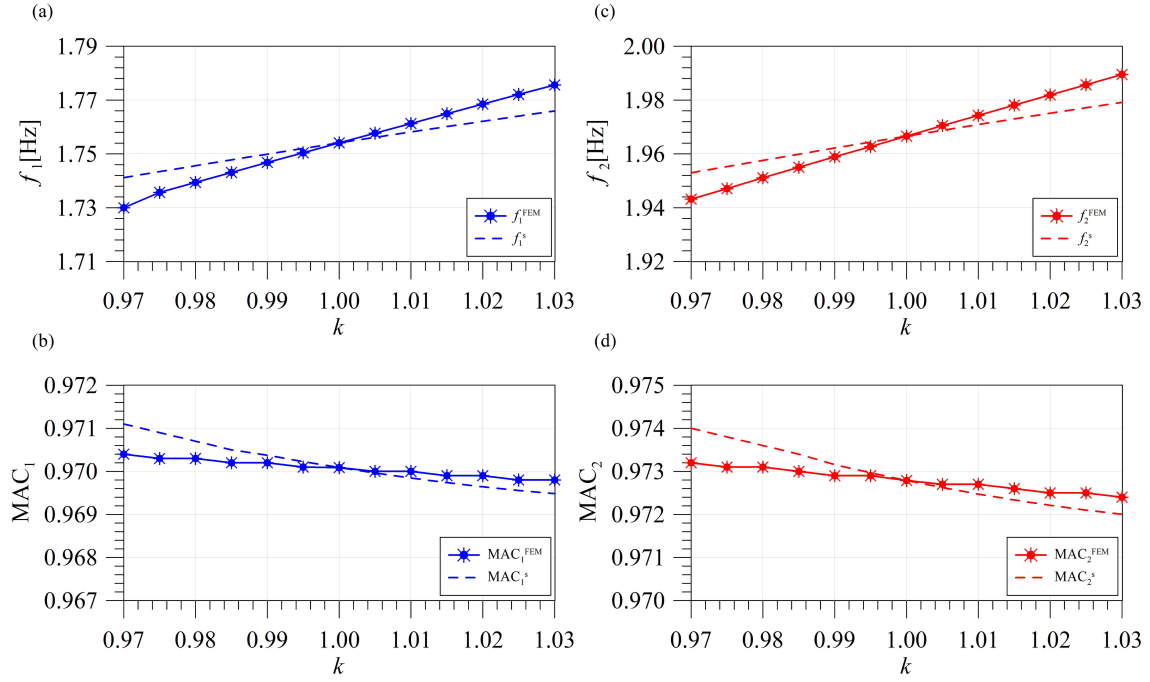 (a)
f₁[Hz]
1.79
1.77
1.75
1.73
1.71
f₁ᶠᴱᴹ
f₁ˢ
0.97 0.98 0.99 1.00 1.01 1.02 1.03
k
(c)
f₂[Hz]
2.00
1.98
1.96
1.94
1.92
f₂ᶠᴱᴹ
f₂ˢ
0.97 0.98 0.99 1.00 1.01 1.02 1.03
k
(b)
MAC₁
0.972
0.971
0.970
0.969
0.968
0.967
MAC₁ᶠᴱᴹ
MAC₁ˢ
0.97 0.98 0.99 1.00 1.01 1.02 1.03
k
(d)
MAC₂
0.975
0.974
0.973
0.972
0.971
0.970
MAC₂ᶠᴱᴹ
MAC₂ˢ
0.97 0.98 0.99 1.00 1.01 1.02 1.03
k